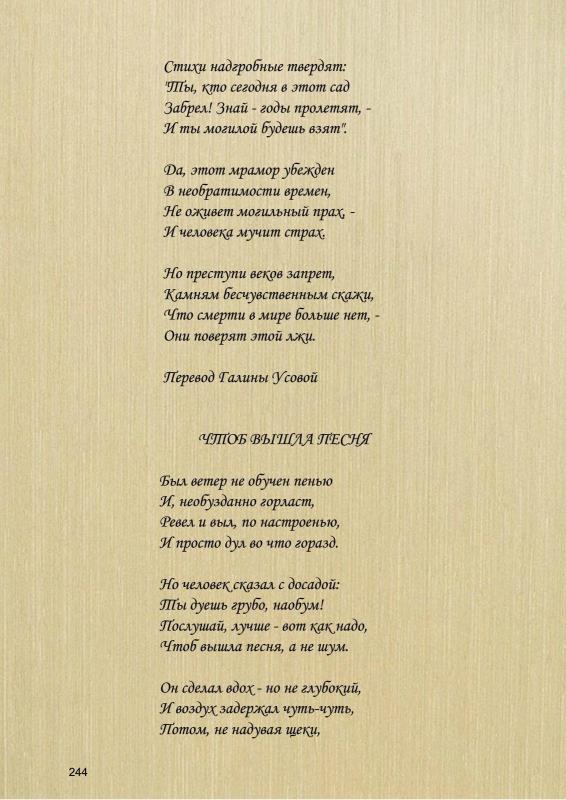 Стихи надгробные твердят:
"Ты, кто сегодня в этот сад
Забрел! Знай - годы пролетят, -
И ты могилой будешь взят".
Да, этот мрамор убежден
В необратимости времен,
Не оживет могильный прах, -
И человека мучит страх.
Но преступи веков запрет,
Камням бесчувственным скажи,
Что смерти в мире больше нет, -
Они поверят этой лжи.
Перевод Галины Усовой
ЧТОБ ВЫШЛА ПЕСНЯ
Был ветер не обучен пенью
И, необузданно горласт,
Ревел и выл, по настроенью,
И просто дул во что горазд.
Но человек сказал с досадой:
Ты дуешь грубо, наобум!
Послушай, лучше - вот как надо,
Чтоб вышла песня, а не шум.
Он сделал вдох - но не глубокий,
И воздух задержал чуть-чуть,
Потом, не надувая щеки,
244